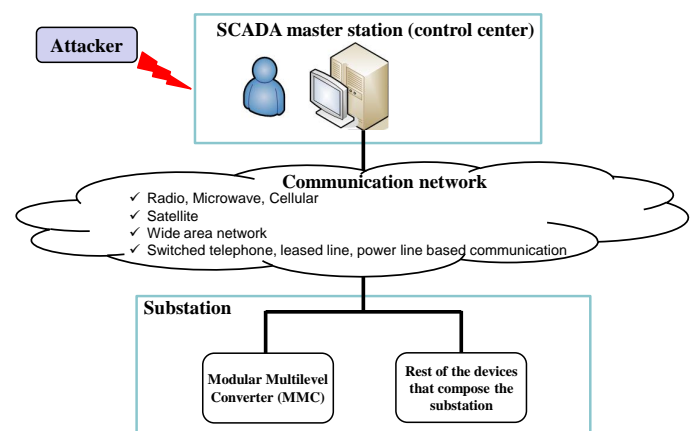 SCADA master station (control center)
Attacker
Communication network
✓ Radio, Microwave, Cellular
✓ Satellite
✓ Wide area network
✓ Switched telephone, leased line, power line based communication
Substation
Modular Multilevel
Converter (MMC)
Rest of the devices
that compose the
substation